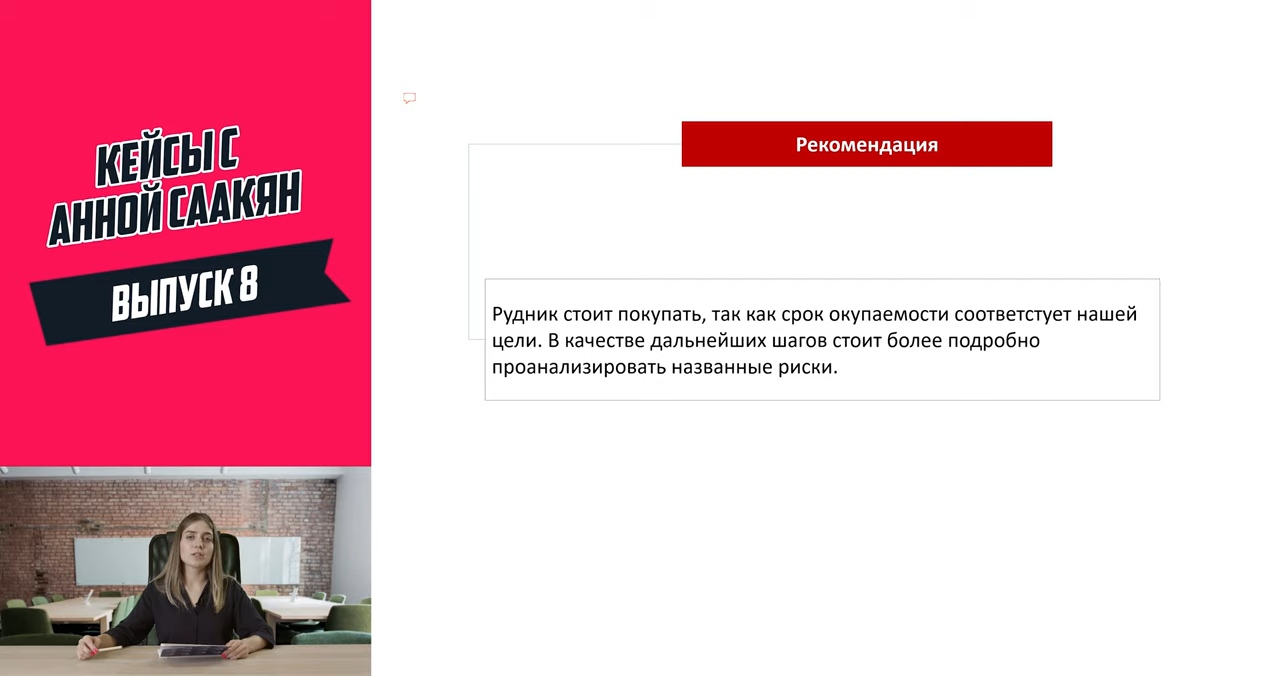 КЕЙСЫ С
АННОЙ СААКЯН
ВЫПУСК 8
Рекомендация
Рудник стоит покупать, так как срок окупаемости соответстует нашей
цели. В качестве дальнейших шагов стоит более подробно
проанализировать названные риски.